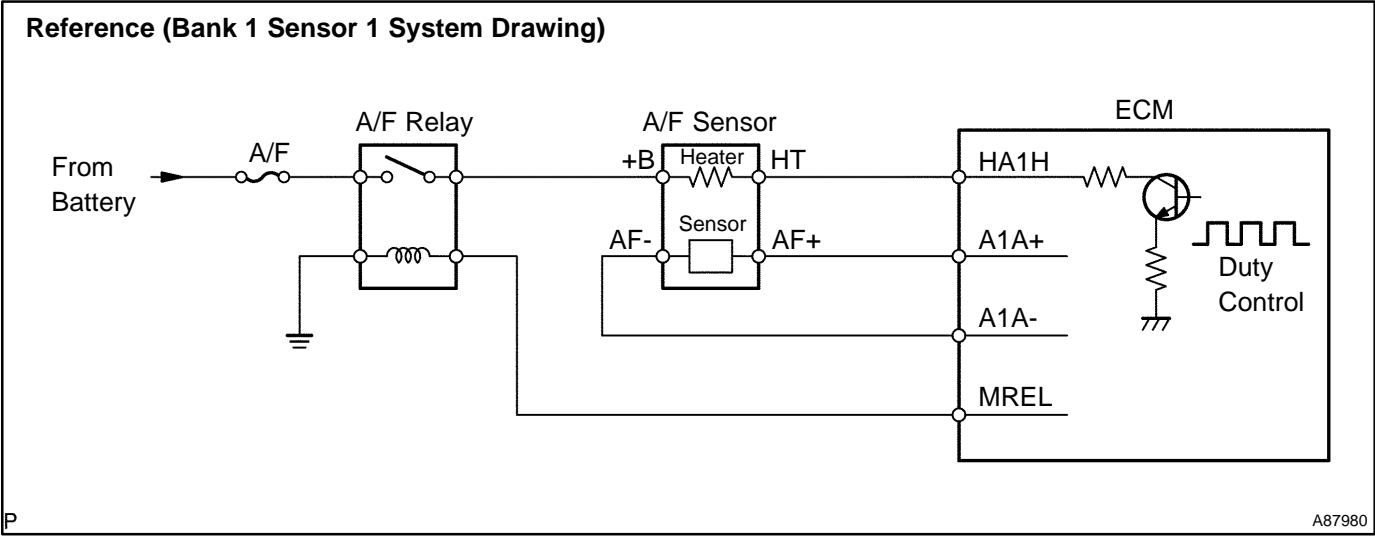 Reference (Bank 1 Sensor 1 System Drawing)
ECM
A/F Relay
A/F Sensor
From
Battery
A/F
+B
Heater
HT
HA1H
Sensor
AF-
AF+
A1A+
Duty
Control
A1A-
MREL
P
A87980